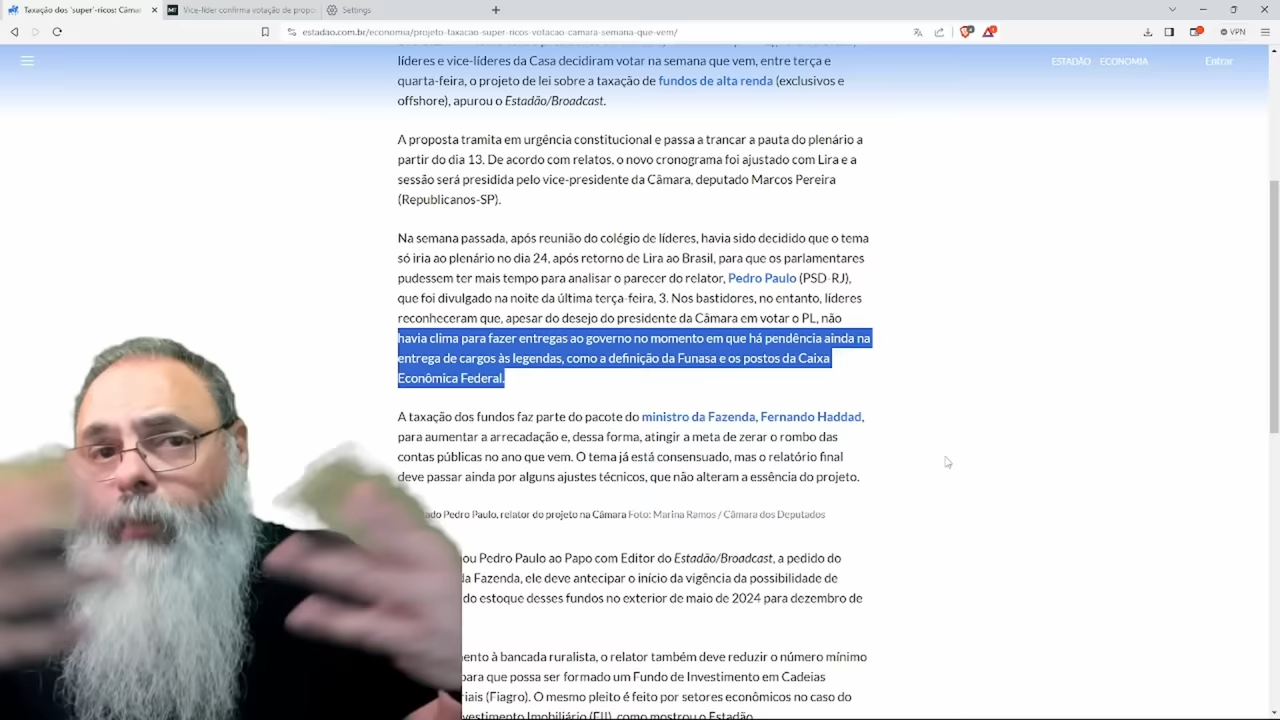 Taxação dos 'super'-ricos: Câmar
Vice-líder confirma votação de propo
Settings
estadao.com.br/economia/projeto-taxacao-super-ricos-votacao-camara-semana-que-vem/
VPN
ESTADÃO ECONOMIA Entrar
líderes e vice-líderes da Casa decidiram votar na semana que vem, entre terça e
quarta-feira, o projeto de lei sobre a taxação de fundos de alta renda (exclusivos e
offshore), apurou o Estadão/Broadcast.
A proposta tramita em urgência constitucional e passa a trancar a pauta do plenário a
partir do dia 13. De acordo com relatos, o novo cronograma foi ajustado com Lira e a
sessão será presidida pelo vice-presidente da Câmara, deputado Marcos Pereira
(Republicanos-SP).
Na semana passada, após reunião do colégio de líderes, havia sido decidido que o tema
só iria ao plenário no dia 24, após retorno de Lira ao Brasil, para que os parlamentares
pudessem ter mais tempo para analisar o parecer do relator, Pedro Paulo (PSD-RJ),
que foi divulgado na noite da última terça-feira, 3. Nos bastidores, no entanto, líderes
reconheceram que, apesar do desejo do presidente da Câmara em votar o PL, não
havia clima para fazer entregas ao governo no momento em que há pendência ainda na
entrega de cargos às legendas, como a definição da Funasa e os postos da Caixa
Econômica Federal.
A taxação dos fundos faz parte do pacote do ministro da Fazenda, Fernando Haddad,
para aumentar a arrecadação e, dessa forma, atingir a meta de zerar o rombo das
contas públicas no ano que vem. O tema já está consensuado, mas o relatório final
deve passar ainda por alguns ajustes técnicos, que não alteram a essência do projeto.
ado Pedro Paulo, relator do projeto na Câmara Foto: Marina Ramos / Câmara dos Deputados
ou Pedro Paulo ao Papo com Editor do Estadão/Broadcast, a pedido do
da Fazenda, ele deve antecipar o início da vigência da possibilidade de
do estoque desses fundos no exterior de maio de 2024 para dezembro de
mento à bancada ruralista, o relator também deve reduzir o número mínimo
para que possa ser formado um Fundo de Investimento em Cadeias
riais (Fiagro). O mesmo pleito é feito por setores econômicos no caso do
vestimento Imobiliário (FII), como mostrou o Estadão.